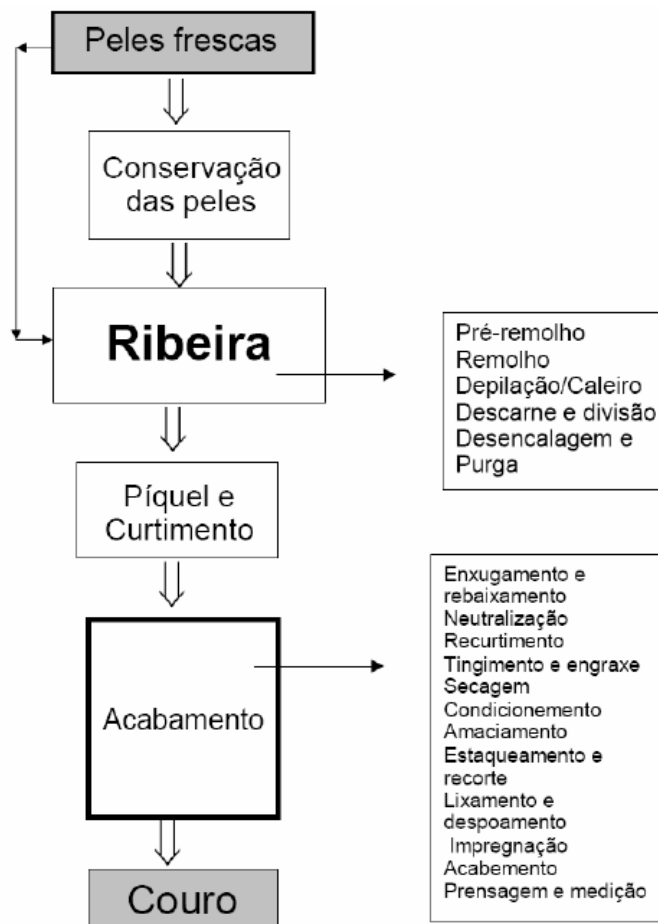 Peles frescas
Conservação
das peles
Ribeira
Pré-remolho
Remolho
Depilação/Caleiro
Descarne e divisão
Desencalagem e
Purga
Píquel e
Curtimento
Acabamento
Enxugamento e
rebaixamento
Neutralização
Recurtimento
Tingimento e engraxe
Secagem
Condicionemento
Amaciamento
Estaqueamento e
recorte
Lixamento e
despoamento
Impregnação
Acabemento
Prensagem e medição
Couro